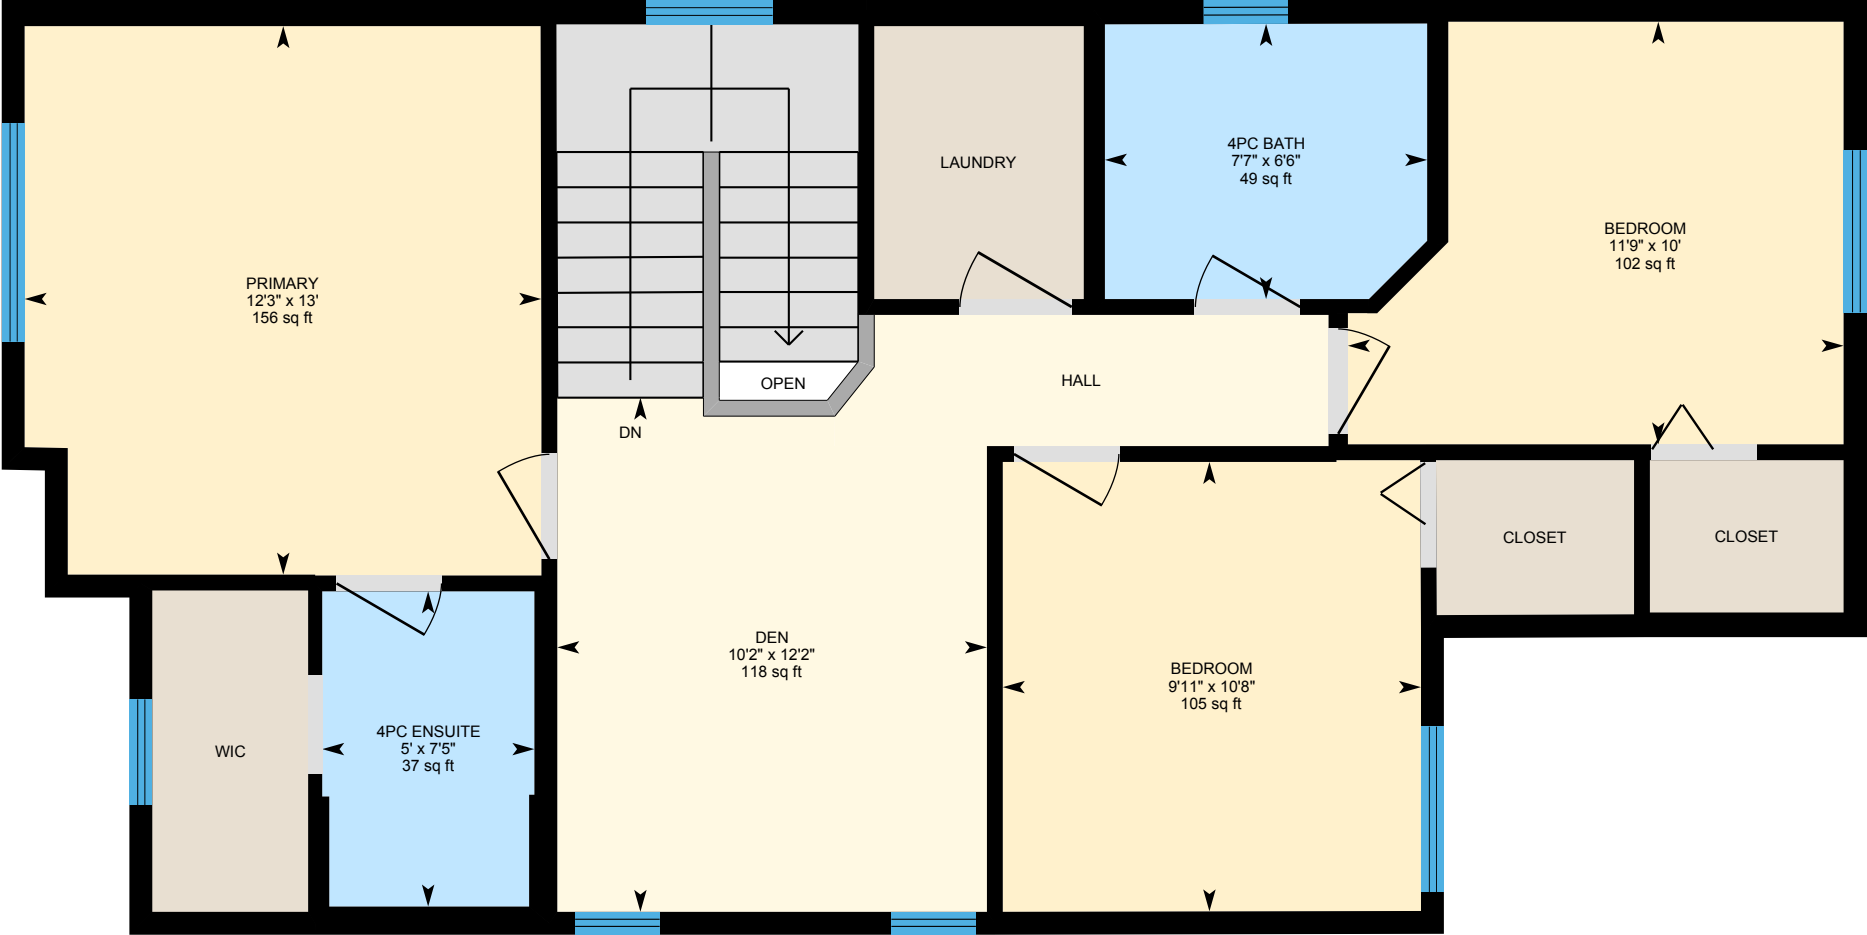 PRIMARY
12'3" x 13'
156 sq ft
LAUNDRY
4PC BATH
7'7" x 6'6"
49 sq ft
BEDROOM
11'9" x 10'
102 sq ft
OPEN
HALL
DN
WIC
4PC ENSUITE
5' x 7'5"
37 sq ft
DEN
10'2" x 12'2"
118 sq ft
BEDROOM
9'11" x 10'8"
105 sq ft
CLOSET
CLOSET